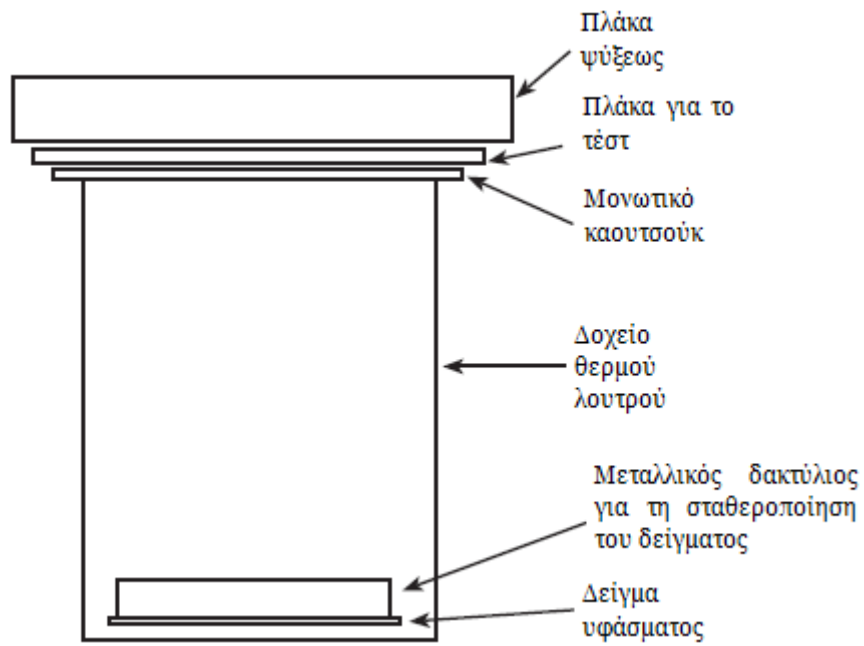 Πλάκα
ψύξεως
Πλάκα για το
τέστ
Μονωτικό
καουτσούκ
Δοχείο
θερμού
λουτρού
Μεταλλικός δακτύλιος
για τη σταθεροποίηση
του δείγματος
Δείγμα
υφάσματος